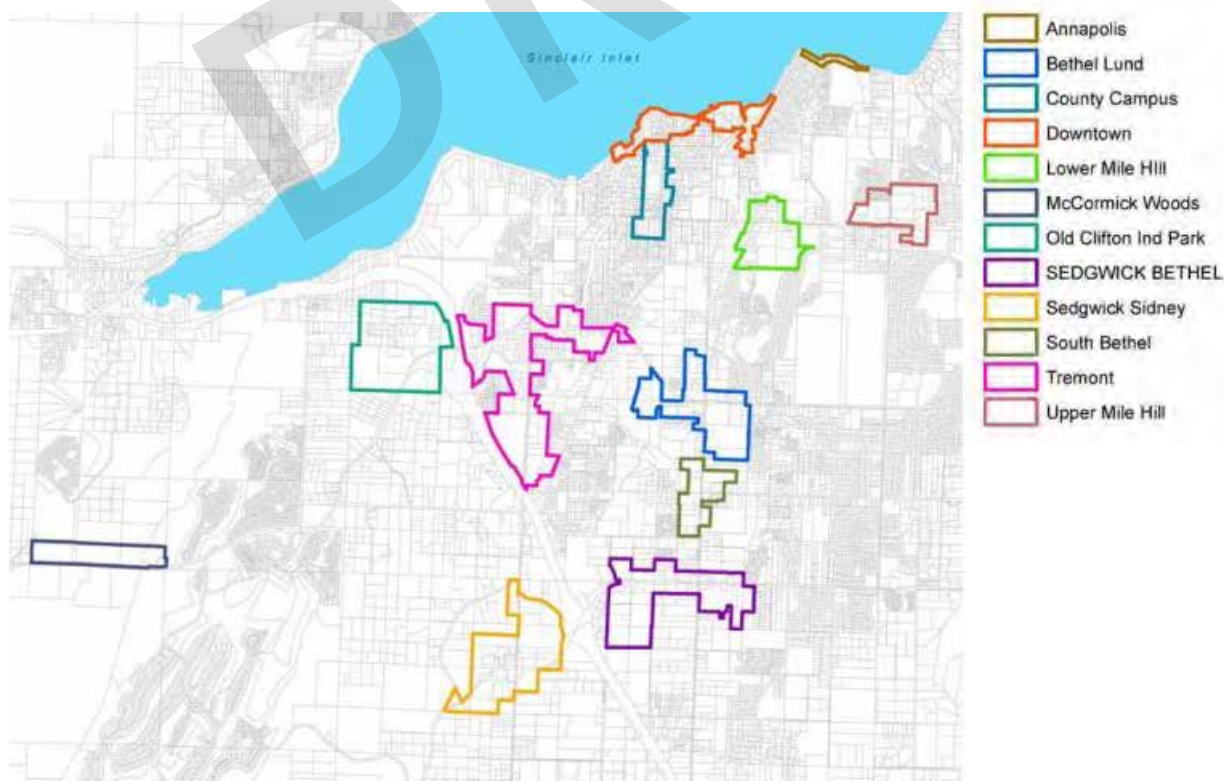 Sinclair Inlet
Annapolis
Bethel Lund
County Campus
Downtown
Lower Mile HIll
McCormick Woods
Old Clifton Ind Park
SEDGWICK BETHEL
Sedgwick Sidney
South Bethel
Tremont
Upper Mile Hill